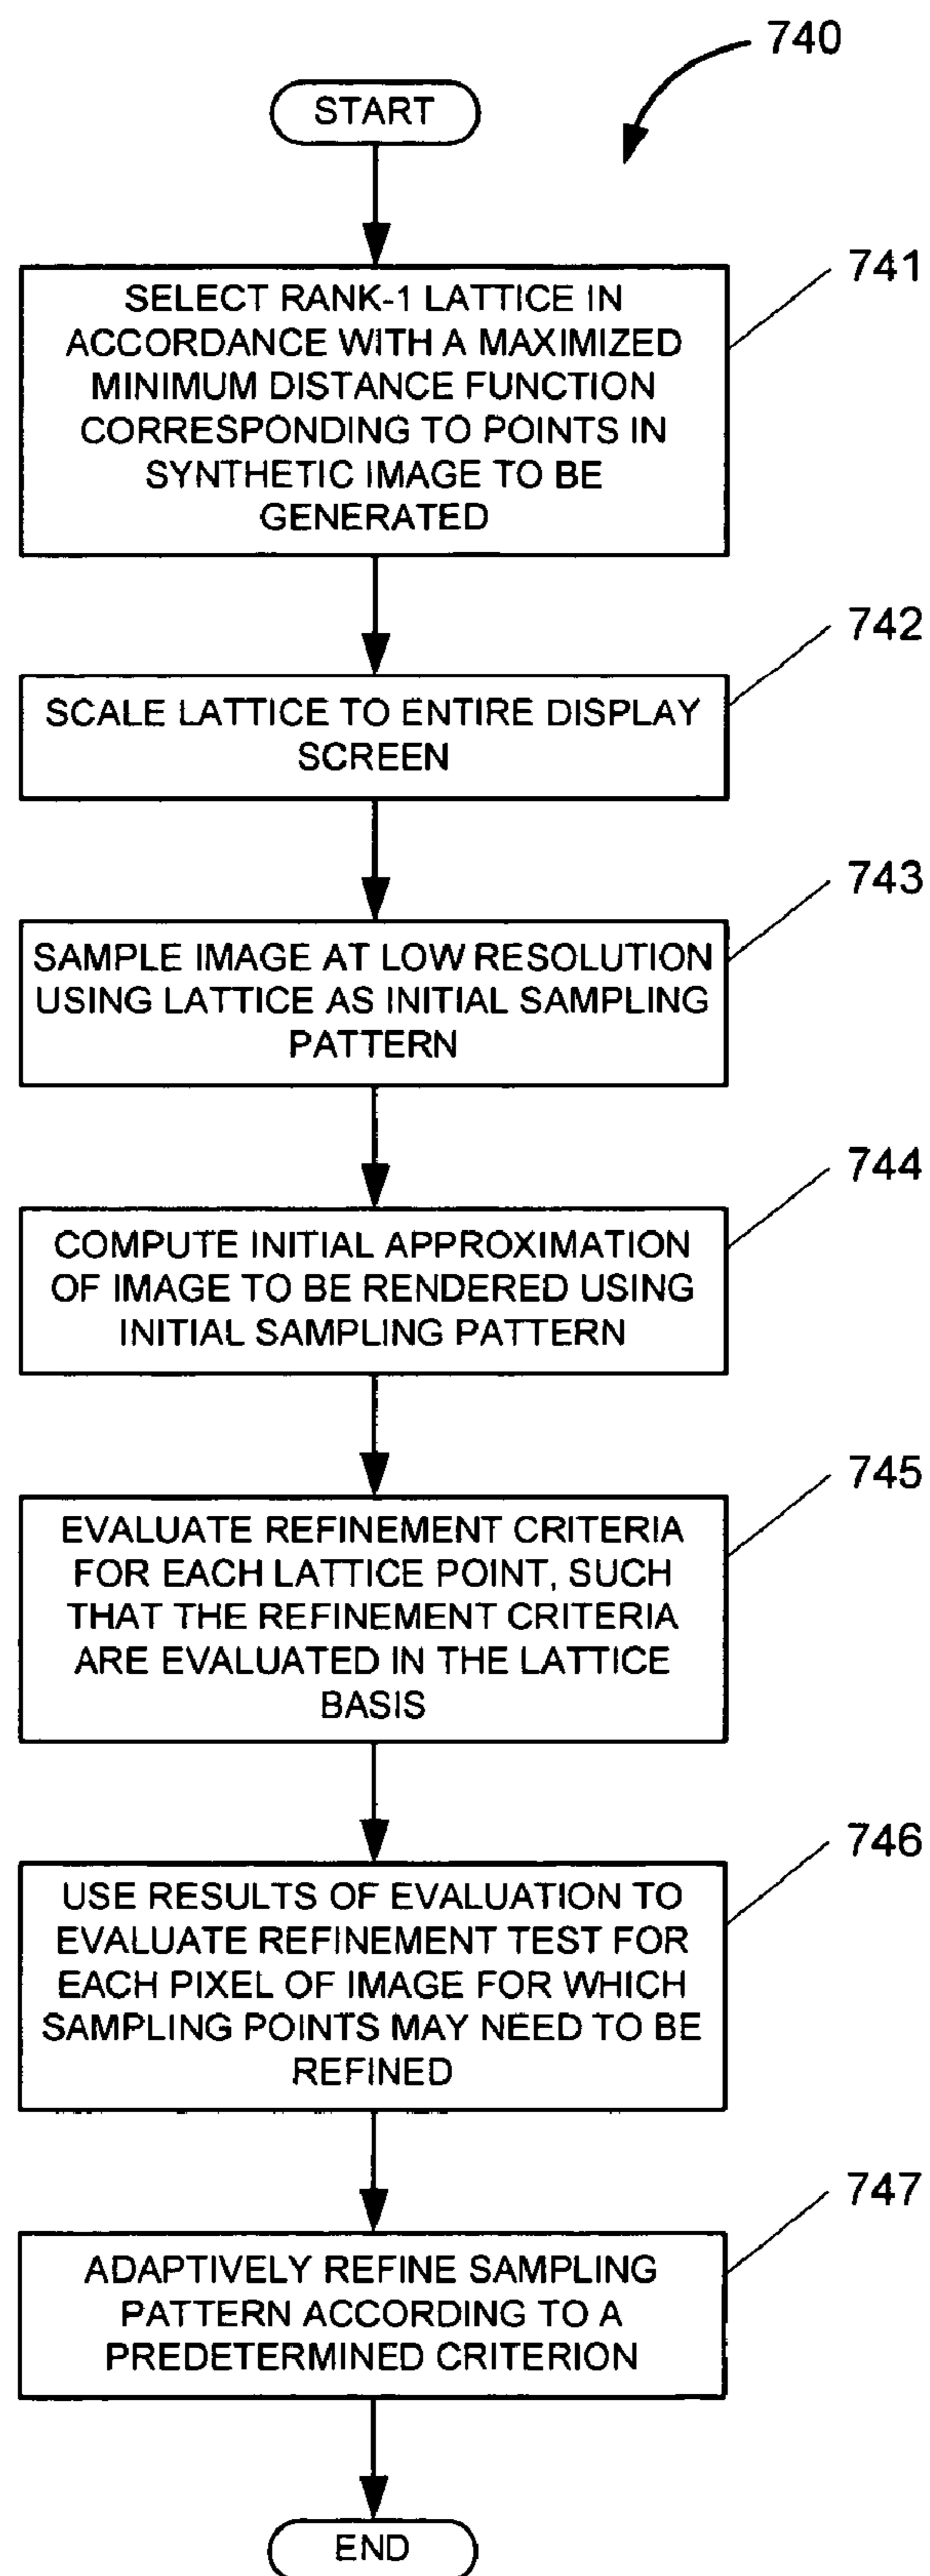 740
START
741
SELECT RANK-1 LATTICE IN
ACCORDANCE WITH A MAXIMIZED
MINIMUM DISTANCE FUNCTION
CORRESPONDING TO POINTS IN
SYNTHETIC IMAGE TO BE
GENERATED
742
SCALE LATTICE TO ENTIRE DISPLAY
SCREEN
743
SAMPLE IMAGE AT LOW RESOLUTION
USING LATTICE AS INITIAL SAMPLING
PATTERN
744
COMPUTE INITIAL APPROXIMATION
OF IMAGE TO BE RENDERED USING
INITIAL SAMPLING PATTERN
745
EVALUATE REFINEMENT CRITERIA
FOR EACH LATTICE POINT, SUCH
THAT THE REFINEMENT CRITERIA
ARE EVALUATED IN THE LATTICE
BASIS
746
USE RESULTS OF EVALUATION TO
EVALUATE REFINEMENT TEST FOR
EACH PIXEL OF IMAGE FOR WHICH
SAMPLING POINTS MAY NEED TO BE
REFINED
747
ADAPTIVELY REFINE SAMPLING
PATTERN ACCORDING TO A
PREDETERMINED CRITERION
END